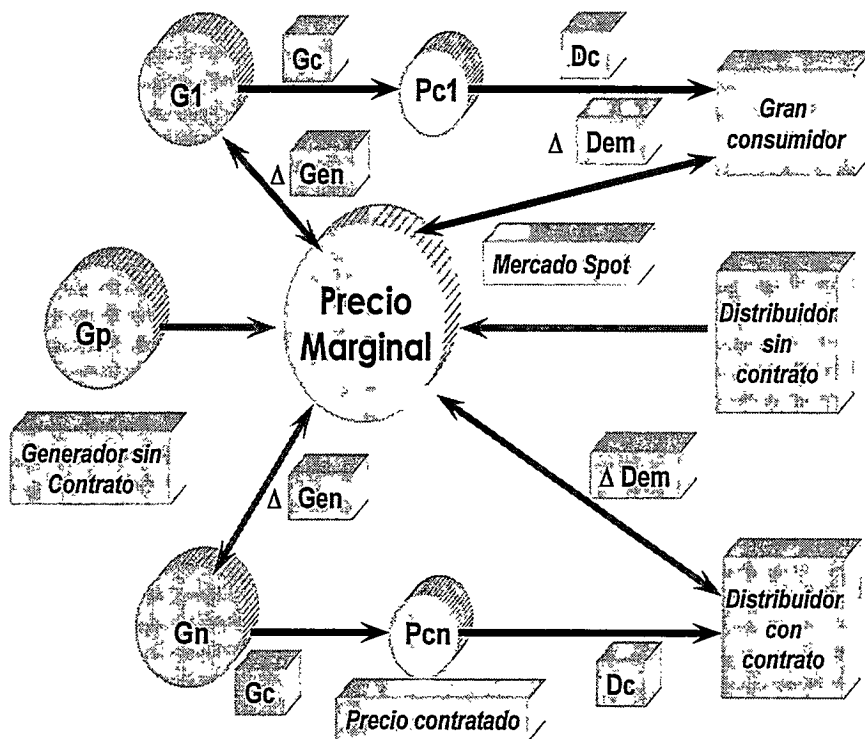 Gc
Dc
G1
Pc1
Gran
consumidor
Δ Dem
Δ Gen
Mercado Spot
Precio
Marginal
Gp
Distribuidor
sin
contrato
Generador sin
Contrato
Δ Gen
Δ Dem
Gn
Pcn
Distribuidor
con
contrato
Gc
Dc
Precio contratado